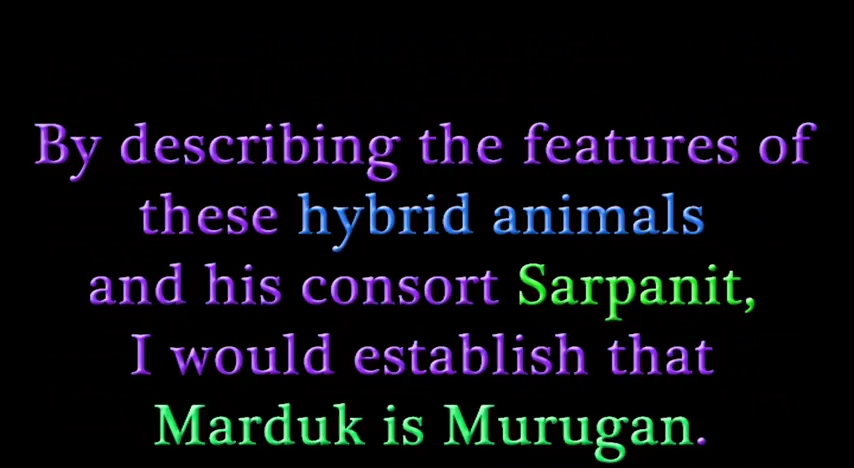 By describing the features of
these hybrid animals
and his consort Sarpanit,
I would establish that
Marduk is Murugan.